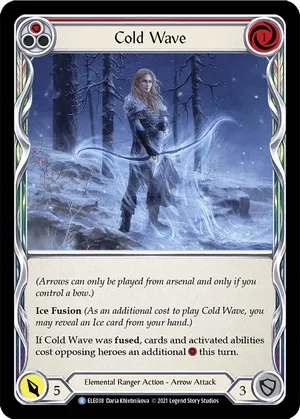 Cold Wave
1
(Arrows can only be played from arsenal and only if you
control a bow.)
Ice Fusion (As an additional cost to play Cold Wave, you
may reveal an Ice card from your hand.)
If Cold Wave was fused, cards and activated abilities
cost opposing heroes an additional this turn.
5
Elemental Ranger Action - Arrow Attack
3
ELE038 Daria Khlebnikova © 2021 Legend Story Studios